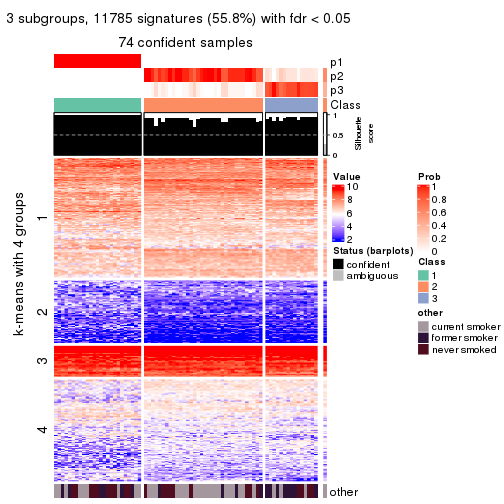 3 subgroups, 11785 signatures (55.8%) with fdr < 0.05
74 confident samples
p1
p2
p3
Class
1
0.5
0
Silhouette
score
k-means with 4 groups
1
2
3
4
other
Value
10
8
6
4
2
Status (barplots)
confident
ambiguous
Prob
1
0.8
0.6
0.4
0.2
0
Class
1
2
3
other
current smoker
former smoker
never smoked